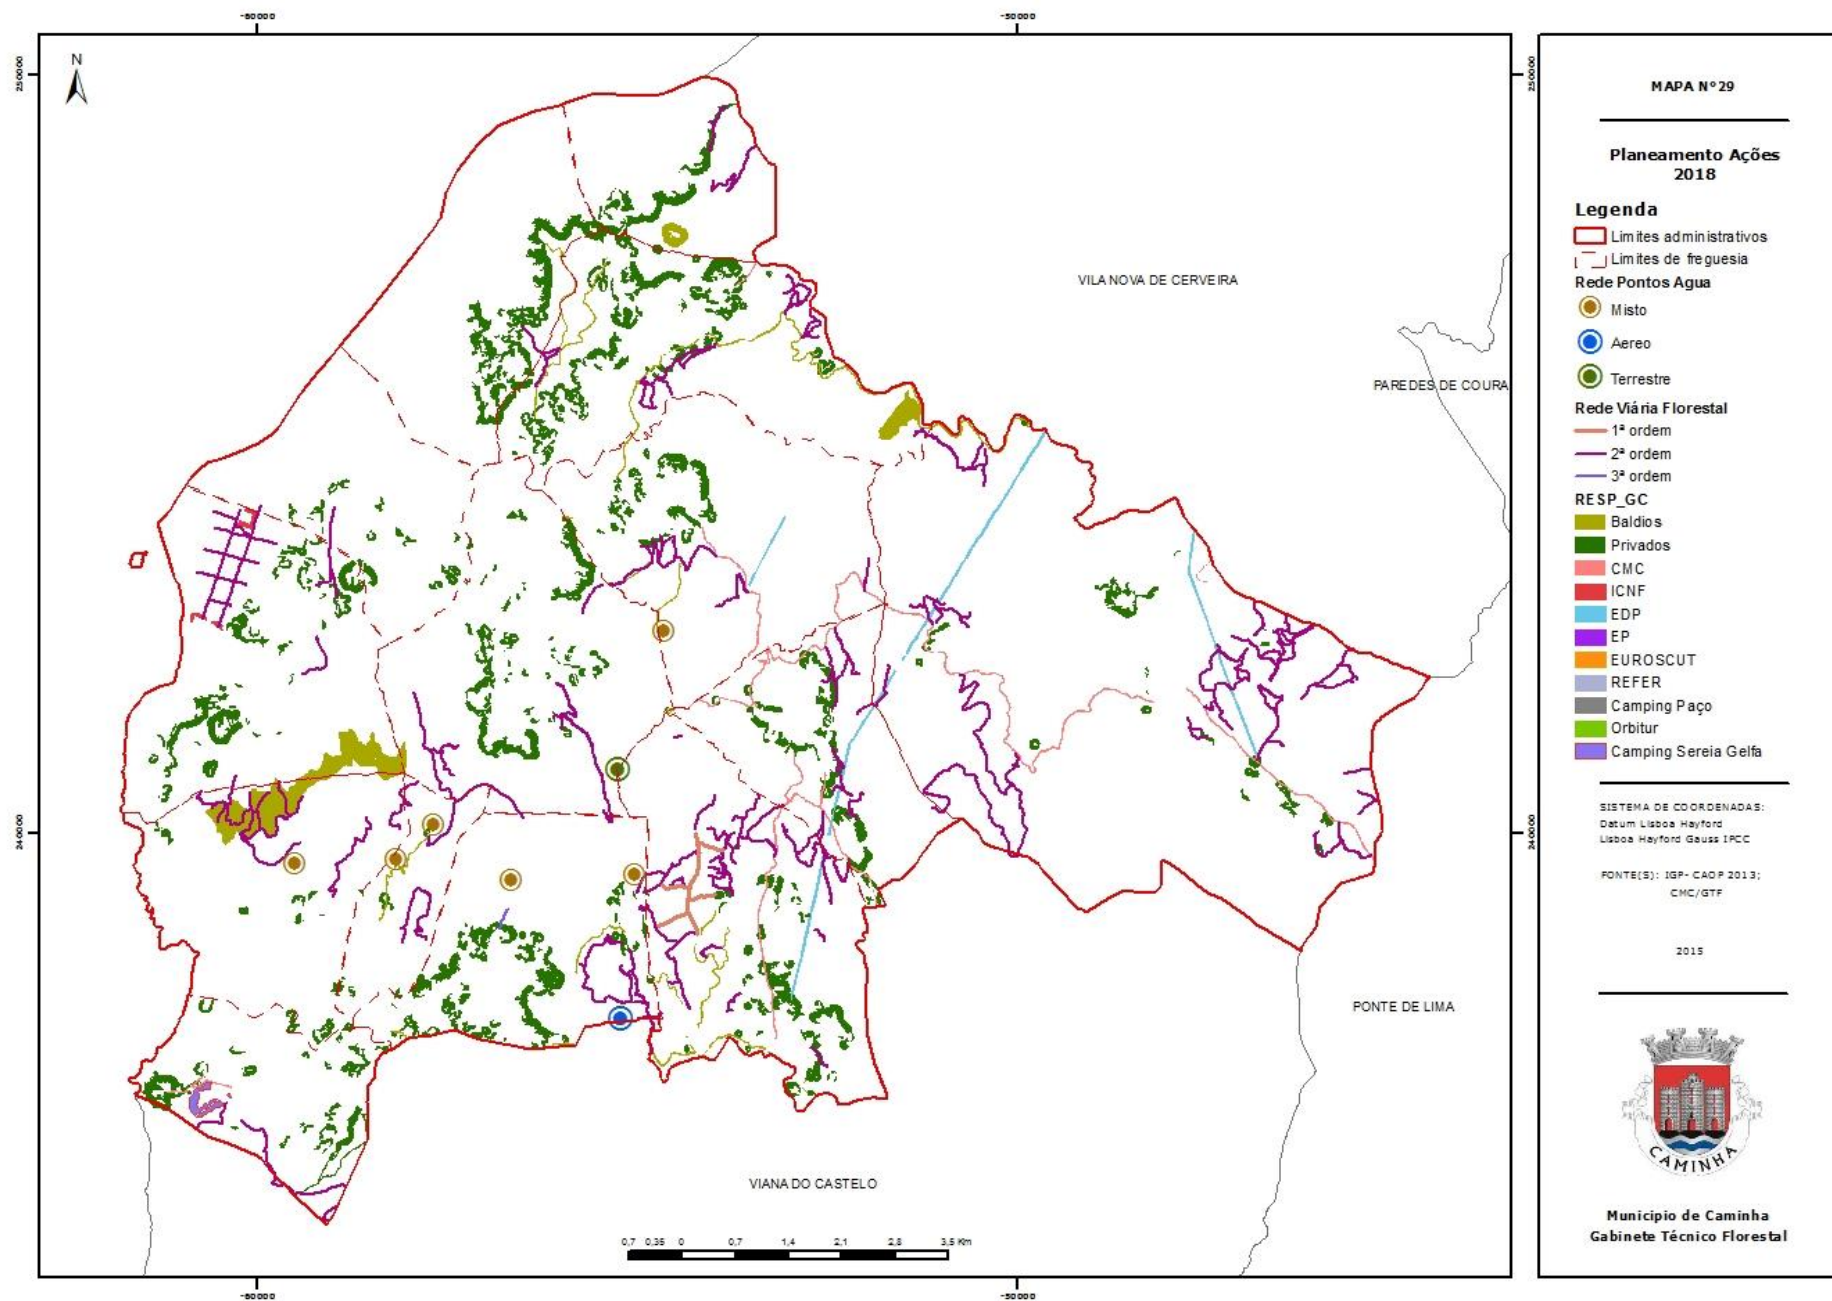 -60000
-50000
250000
250000
N
VILA NOVA DE CERVEIRA
PAREDES DE COURA
240000
240000
PONTE DE LIMA
VIANA DO CASTELO
0,7 0,35 0 0,7 1,4 2,1 2,8 3,5 Km
-60000
-50000
MAPA Nº29
Planeamento Ações
2018
Legenda
Limites administrativos
Limites de freguesia
Rede Pontos Agua
Misto
Aereo
Terrestre
Rede Viária Florestal
1ª ordem
2ª ordem
3ª ordem
RESP_GC
Baldios
Privados
CMC
ICNF
EDP
EP
EUROSCUT
REFER
Camping Paço
Orbitur
Camping Sereia Gelfa
SISTEMA DE COORDENADAS:
Datum Lisboa Hayford
Lisboa Hayford Gauss IPCC
FONTE(S): IGP- CAOP 2013;
CMC/GTF
2015
CAMINHA
Municipio de Caminha
Gabinete Técnico Florestal